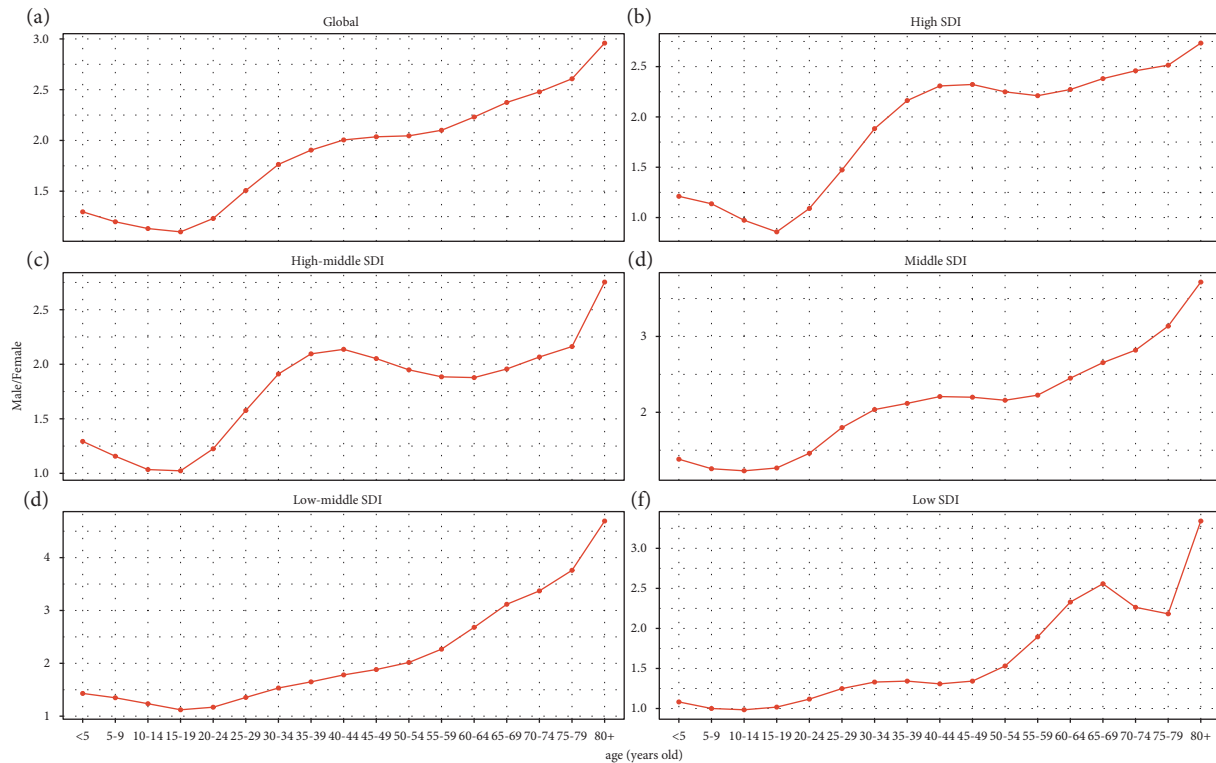 (a)
Global
3.0
2.5
2.0
1.5
(b)
High SDI
2.5
2.0
1.5
1.0
Male/Female
(c)
High-middle SDI
2.5
2.0
1.5
1.0
(d)
Middle SDI
3
2
(d)
Low-middle SDI
4
3
2
1
<5 5-9 10-14 15-19 20-24 25-29 30-34 35-39 40-44 45-49 50-54 55-59 60-64 65-69 70-74 75-79 80+
(f)
Low SDI
3.0
2.5
2.0
1.5
1.0
<5 5-9 10-14 15-19 20-24 25-29 30-34 35-39 40-44 45-49 50-54 55-59 60-64 65-69 70-74 75-79 80+
age (years old)